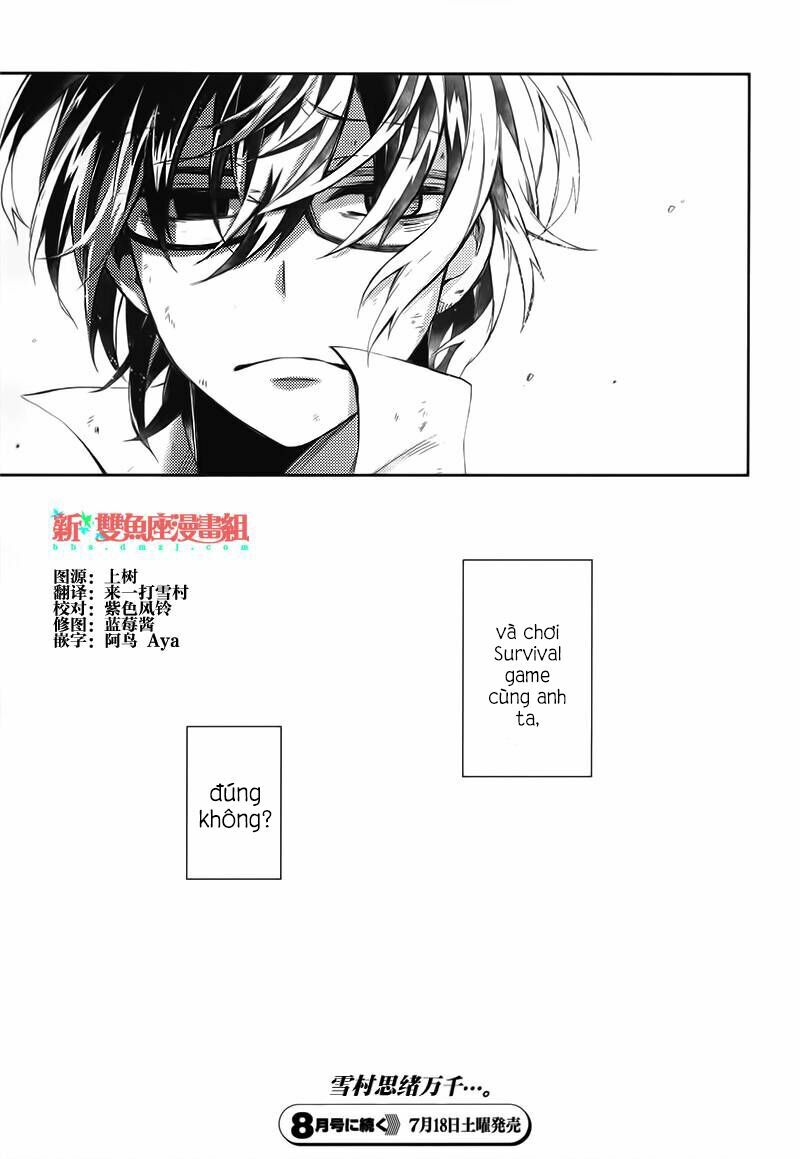 新·雙魚座漫畫組
bbs.dmzj.com
图源：上树
翻译：来一打雪村
校对：紫色风铃
修图：蓝莓酱
嵌字：阿鸟 Aya
và chơi
Survival
game
cùng anh
ta,
đúng
không?
雪村思绪万千…。
8月号に続く 7月18日土曜発売